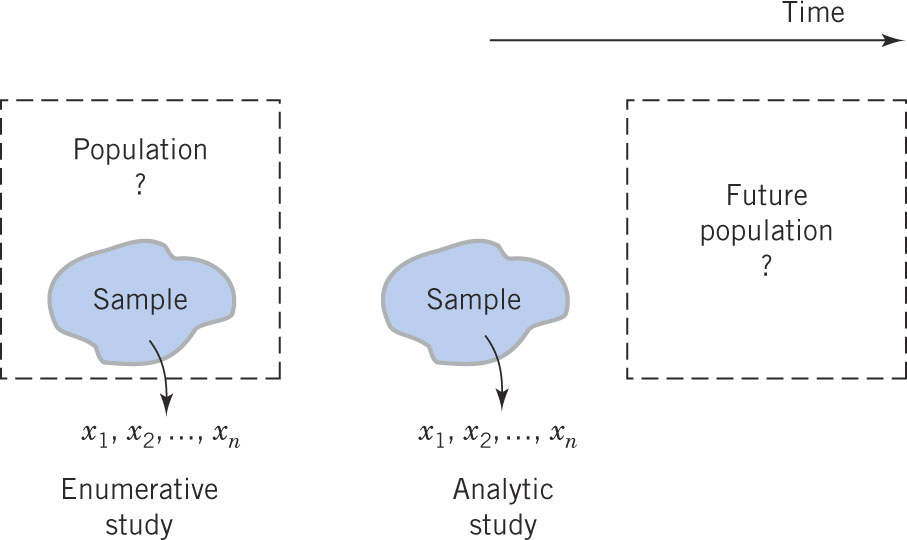 Time
Population
?
Sample
x1, x2,..., xn
Enumerative
study
Sample
x1, x2,..., xn
Analytic
study
Future
population
?